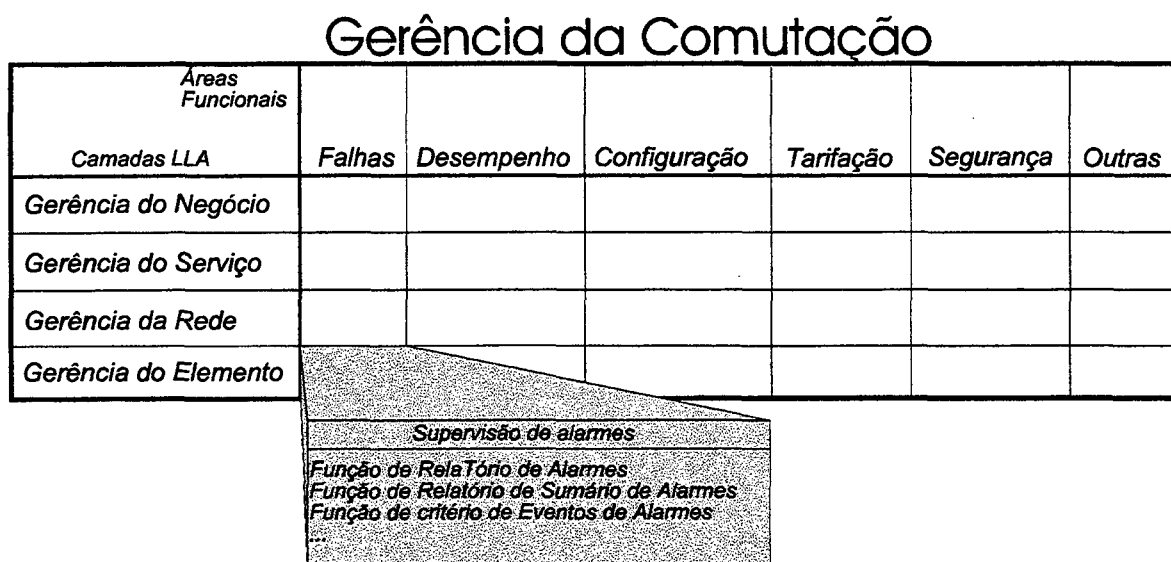 Gerência da Comutação
Áreas
Funcionais
Camadas LLA
Falhas Desempenho Configuração Tarifação Segurança Outras
Gerência do Negócio
Gerência do Serviço
Gerência da Rede
Gerência do Elemento
Supervisão de alarmes
Função de RelaTório de Alarmes
Função de Relatório de Sumário de Alarmes
Função de critério de Eventos de Alarmes
...